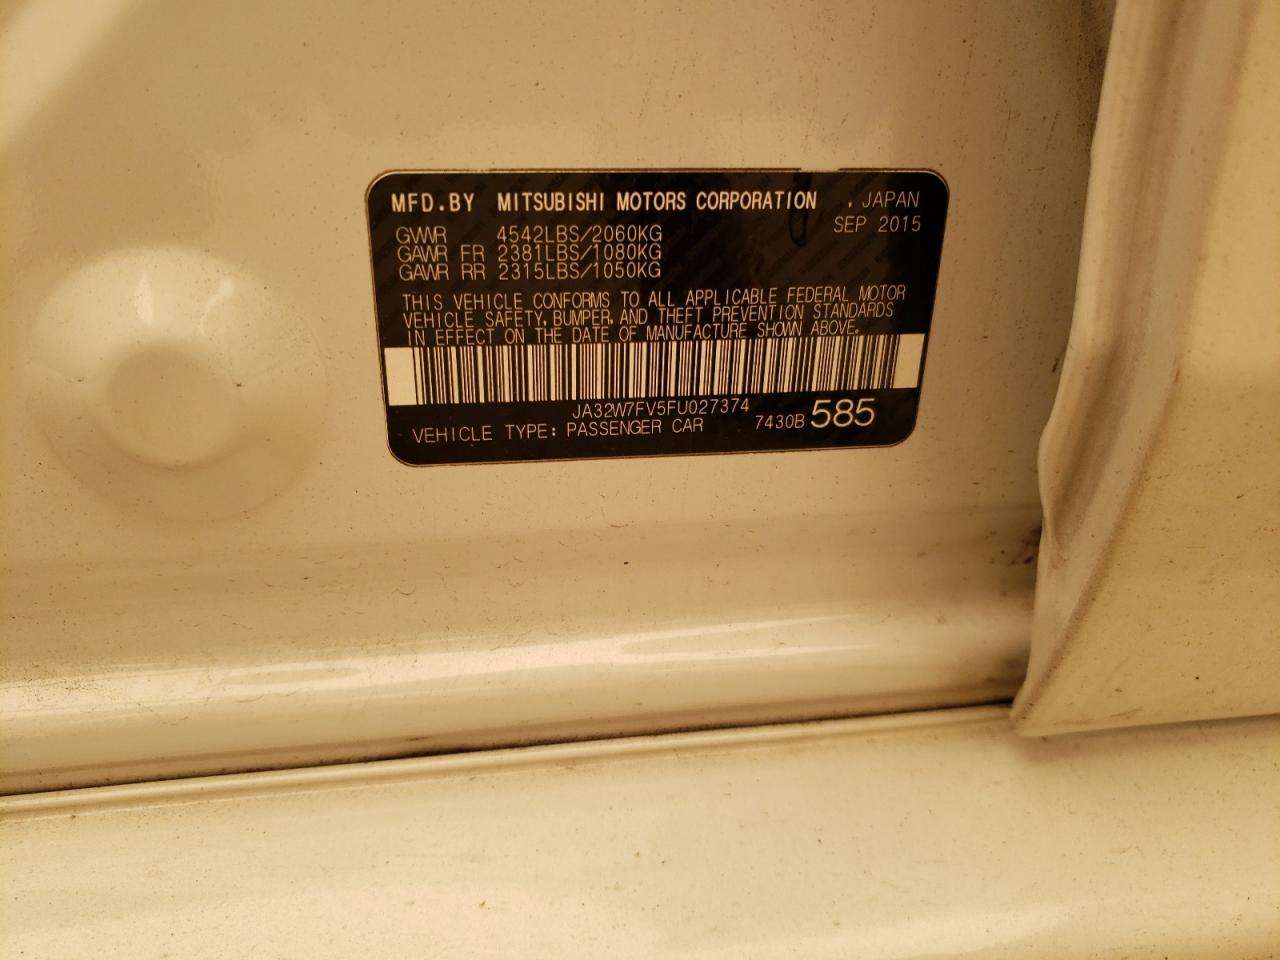 MFD.BY MITSUBISHI MOTORS CORPORATION , JAPAN
SEP 2015
GVWR 4542LBS/2060KG
GAWR FR 2381LBS/1080KG
GAWR RR 2315LBS/1050KG
THIS VEHICLE CONFORMS TO ALL APPLICABLE FEDERAL MOTOR
VEHICLE SAFETY, BUMPER, AND THEFT PREVENTION STANDARDS
IN EFFECT ON THE DATE OF MANUFACTURE SHOWN ABOVE.
JA32W7FV5FU027374
VEHICLE TYPE: PASSENGER CAR 7430B 585